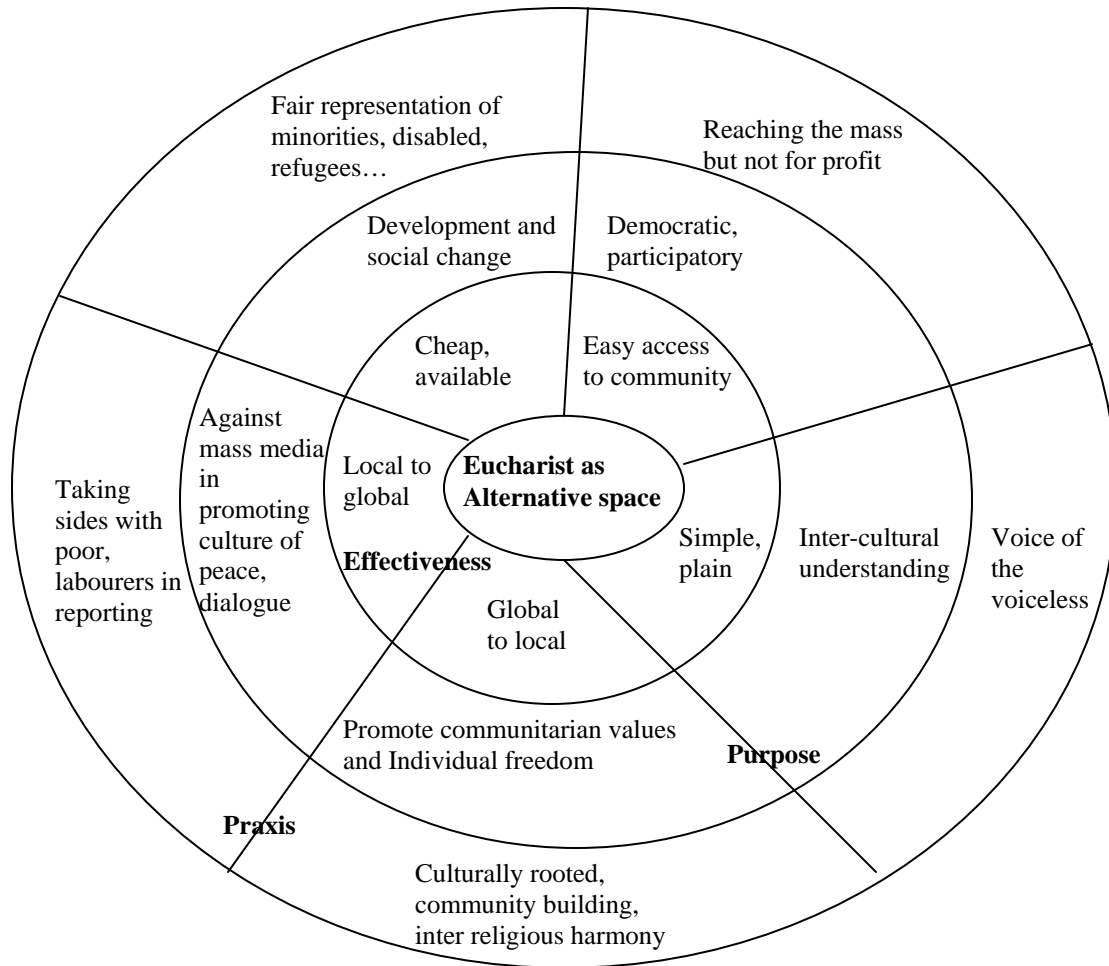 Fair representation of
minorities, disabled,
refugees…
Reaching the mass
but not for profit
Development and
social change
Democratic,
participatory
Cheap,
available
Easy access
to community
Against
mass media
in
promoting
culture of
peace,
dialogue
Local to
global
Eucharist as
Alternative space
Taking
sides with
poor,
labourers in
reporting
Effectiveness
Simple,
plain
Inter-cultural
understanding
Voice of
the
voiceless
Global
to local
Promote communitarian values
and Individual freedom
Purpose
Praxis
Culturally rooted,
community building,
inter religious harmony